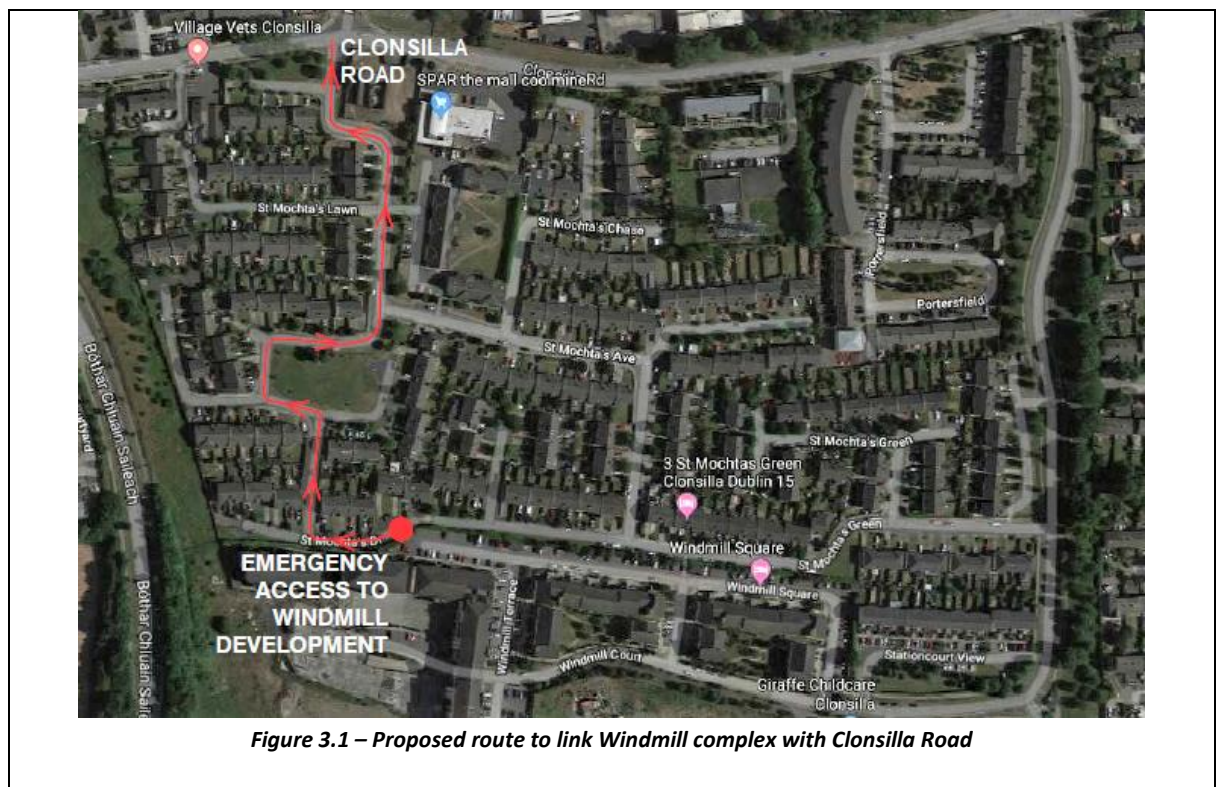 Village Vets Clonsilla
CLONSILLA
ROAD
SPAR the mall coolmineRd
St Mochta's Lawn
St Mochta's Chase
Portersfield
Portersfield
St Mochta's Ave
Bóthar Chluain Saileach
St Mochta's Green
3 St Mochtas Green
Clonsilla Dublin 15
St Mochta's Green
Windmill Square
Windmill Square
EMERGENCY
ACCESS TO
WINDMILL
DEVELOPMENT
Windmill Terrace
Windmill Court
Stationcourt View
Giraffe Childcare
Clonsilla
Figure 3.1 – Proposed route to link Windmill complex with Clonsilla Road